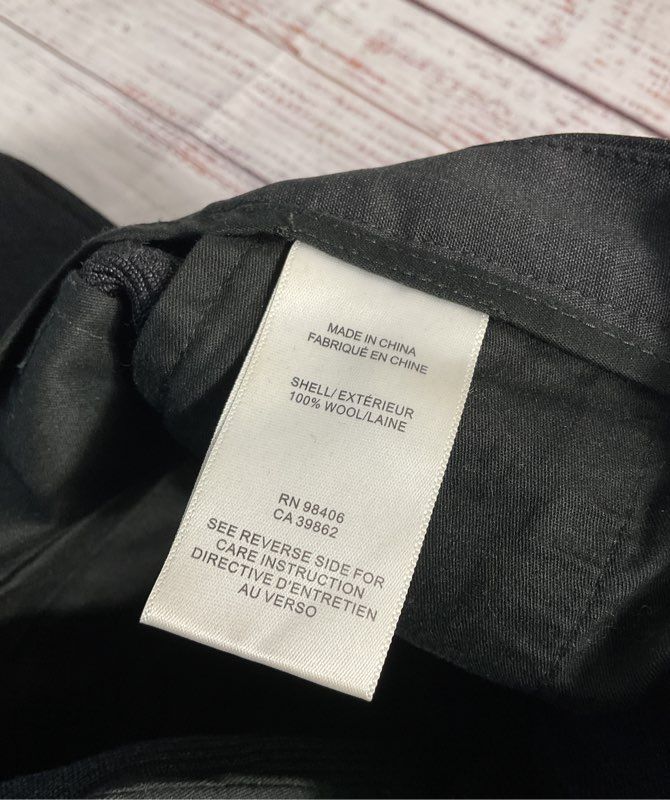 MADE IN CHINA
FABRIQUÉ EN CHINE
SHELL/EXTÉRIEUR
100% WOOL/LAINE
RN 98406
CA 39862
SEE REVERSE SIDE FOR
CARE INSTRUCTION
DIRECTIVE D'ENTRETIEN
AU VERSO